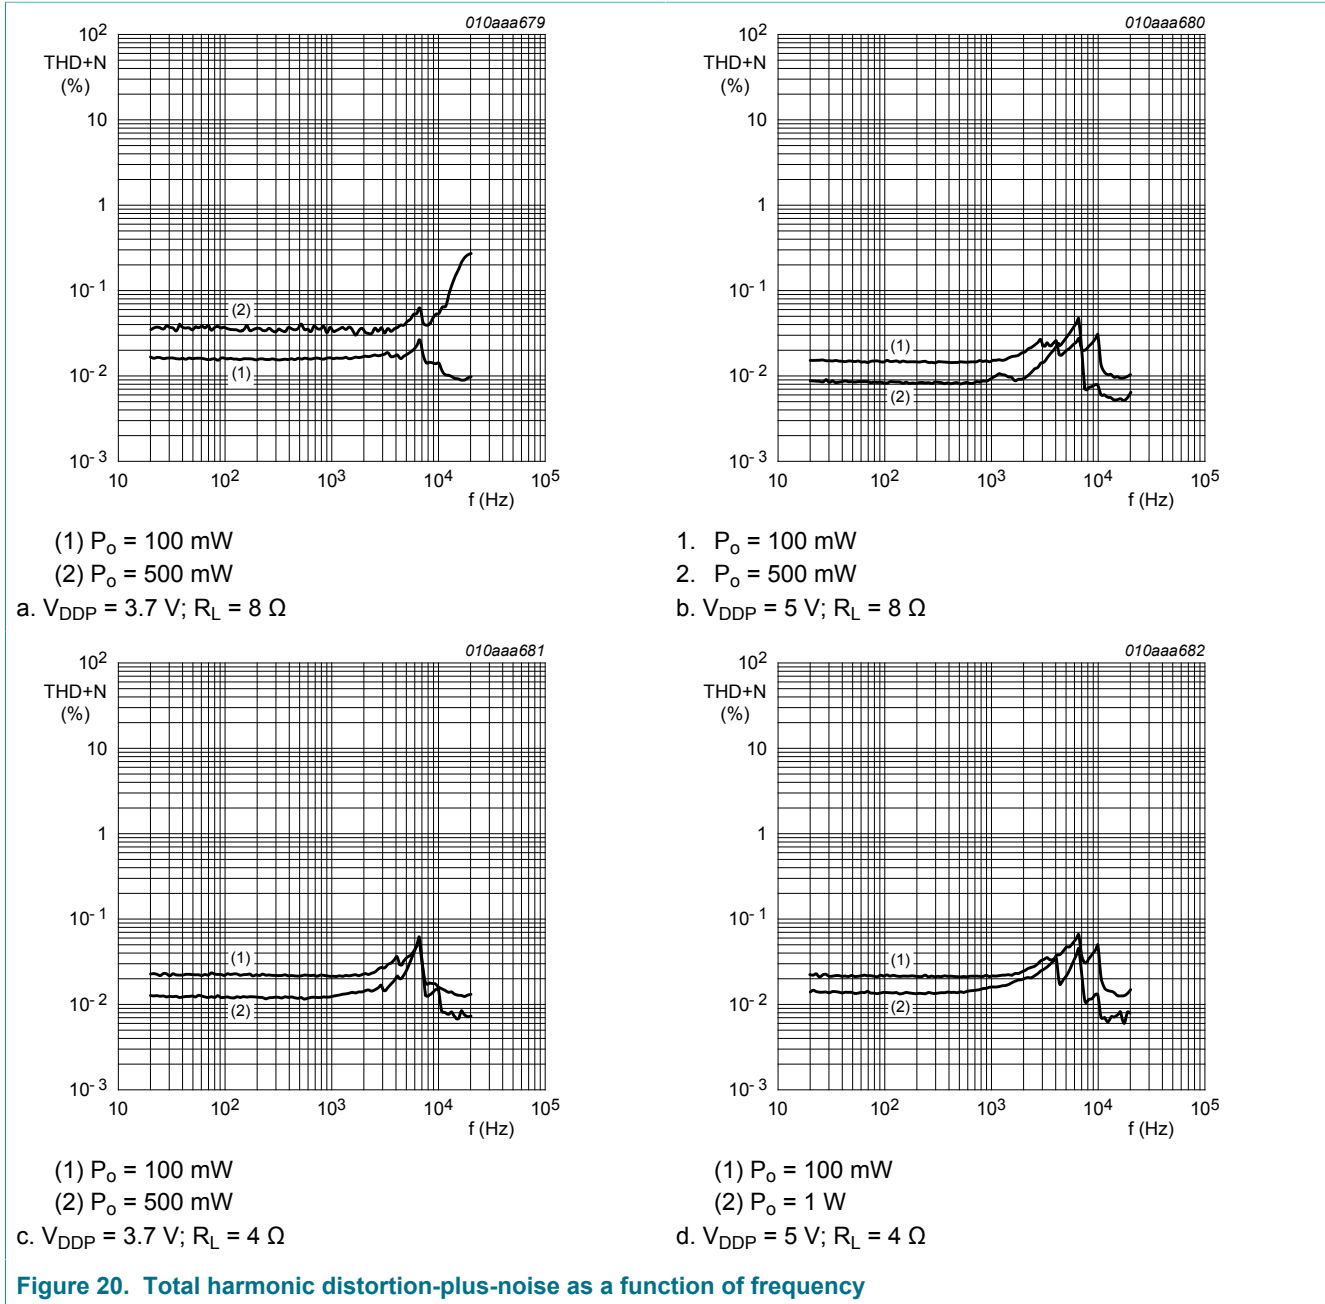 010aaa679
10²
THD+N
(%)
10
1
10⁻¹
10⁻²
10⁻³
(2)
(1)
10 10² 10³ 10⁴ 10⁵
f (Hz)
(1) Pₒ = 100 mW
(2) Pₒ = 500 mW
a. V_DDP = 3.7 V; R_L = 8 Ω
010aaa680
10²
THD+N
(%)
10
1
10⁻¹
10⁻²
10⁻³
(1)
(2)
10 10² 10³ 10⁴ 10⁵
f (Hz)
1. Pₒ = 100 mW
2. Pₒ = 500 mW
b. V_DDP = 5 V; R_L = 8 Ω
010aaa681
10²
THD+N
(%)
10
1
10⁻¹
10⁻²
10⁻³
(1)
(2)
10 10² 10³ 10⁴ 10⁵
f (Hz)
(1) Pₒ = 100 mW
(2) Pₒ = 500 mW
c. V_DDP = 3.7 V; R_L = 4 Ω
010aaa682
10²
THD+N
(%)
10
1
10⁻¹
10⁻²
10⁻³
(1)
(2)
10 10² 10³ 10⁴ 10⁵
f (Hz)
(1) Pₒ = 100 mW
(2) Pₒ = 1 W
d. V_DDP = 5 V; R_L = 4 Ω
Figure 20. Total harmonic distortion-plus-noise as a function of frequency